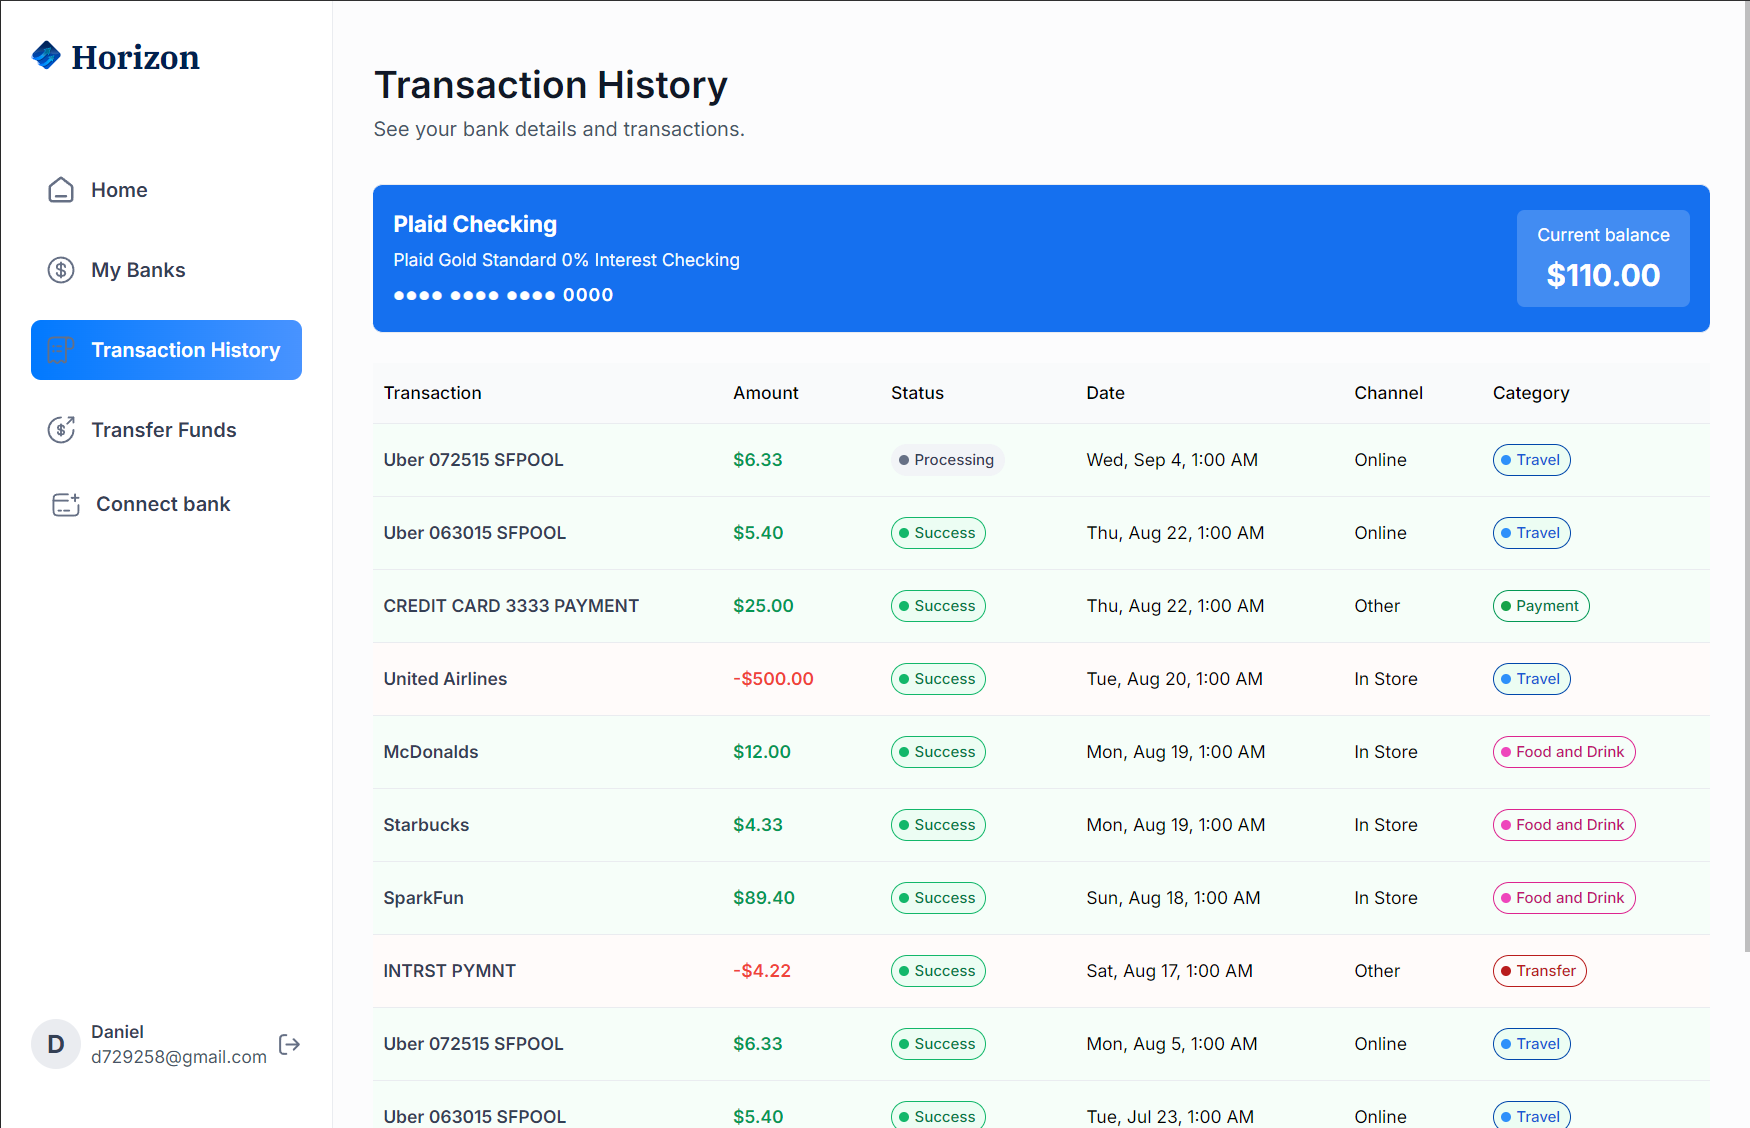 Horizon
Home
My Banks
Transaction History
Transfer Funds
Connect bank
D
Daniel
d729258@gmail.com
Transaction History
See your bank details and transactions.
Plaid Checking
Plaid Gold Standard 0% Interest Checking
●●●● ●●●● ●●●● 0000
Current balance
$110.00
Transaction Amount Status Date Channel Category
Uber 072515 SFPOOL $6.33 Processing Wed, Sep 4, 1:00 AM Online Travel
Uber 063015 SFPOOL $5.40 Success Thu, Aug 22, 1:00 AM Online Travel
CREDIT CARD 3333 PAYMENT $25.00 Success Thu, Aug 22, 1:00 AM Other Payment
United Airlines -$500.00 Success Tue, Aug 20, 1:00 AM In Store Travel
McDonalds $12.00 Success Mon, Aug 19, 1:00 AM In Store Food and Drink
Starbucks $4.33 Success Mon, Aug 19, 1:00 AM In Store Food and Drink
SparkFun $89.40 Success Sun, Aug 18, 1:00 AM In Store Food and Drink
INTRST PYMNT -$4.22 Success Sat, Aug 17, 1:00 AM Other Transfer
Uber 072515 SFPOOL $6.33 Success Mon, Aug 5, 1:00 AM Online Travel
Uber 063015 SFPOOL $5.40 Success Tue, Jul 23, 1:00 AM Online Travel